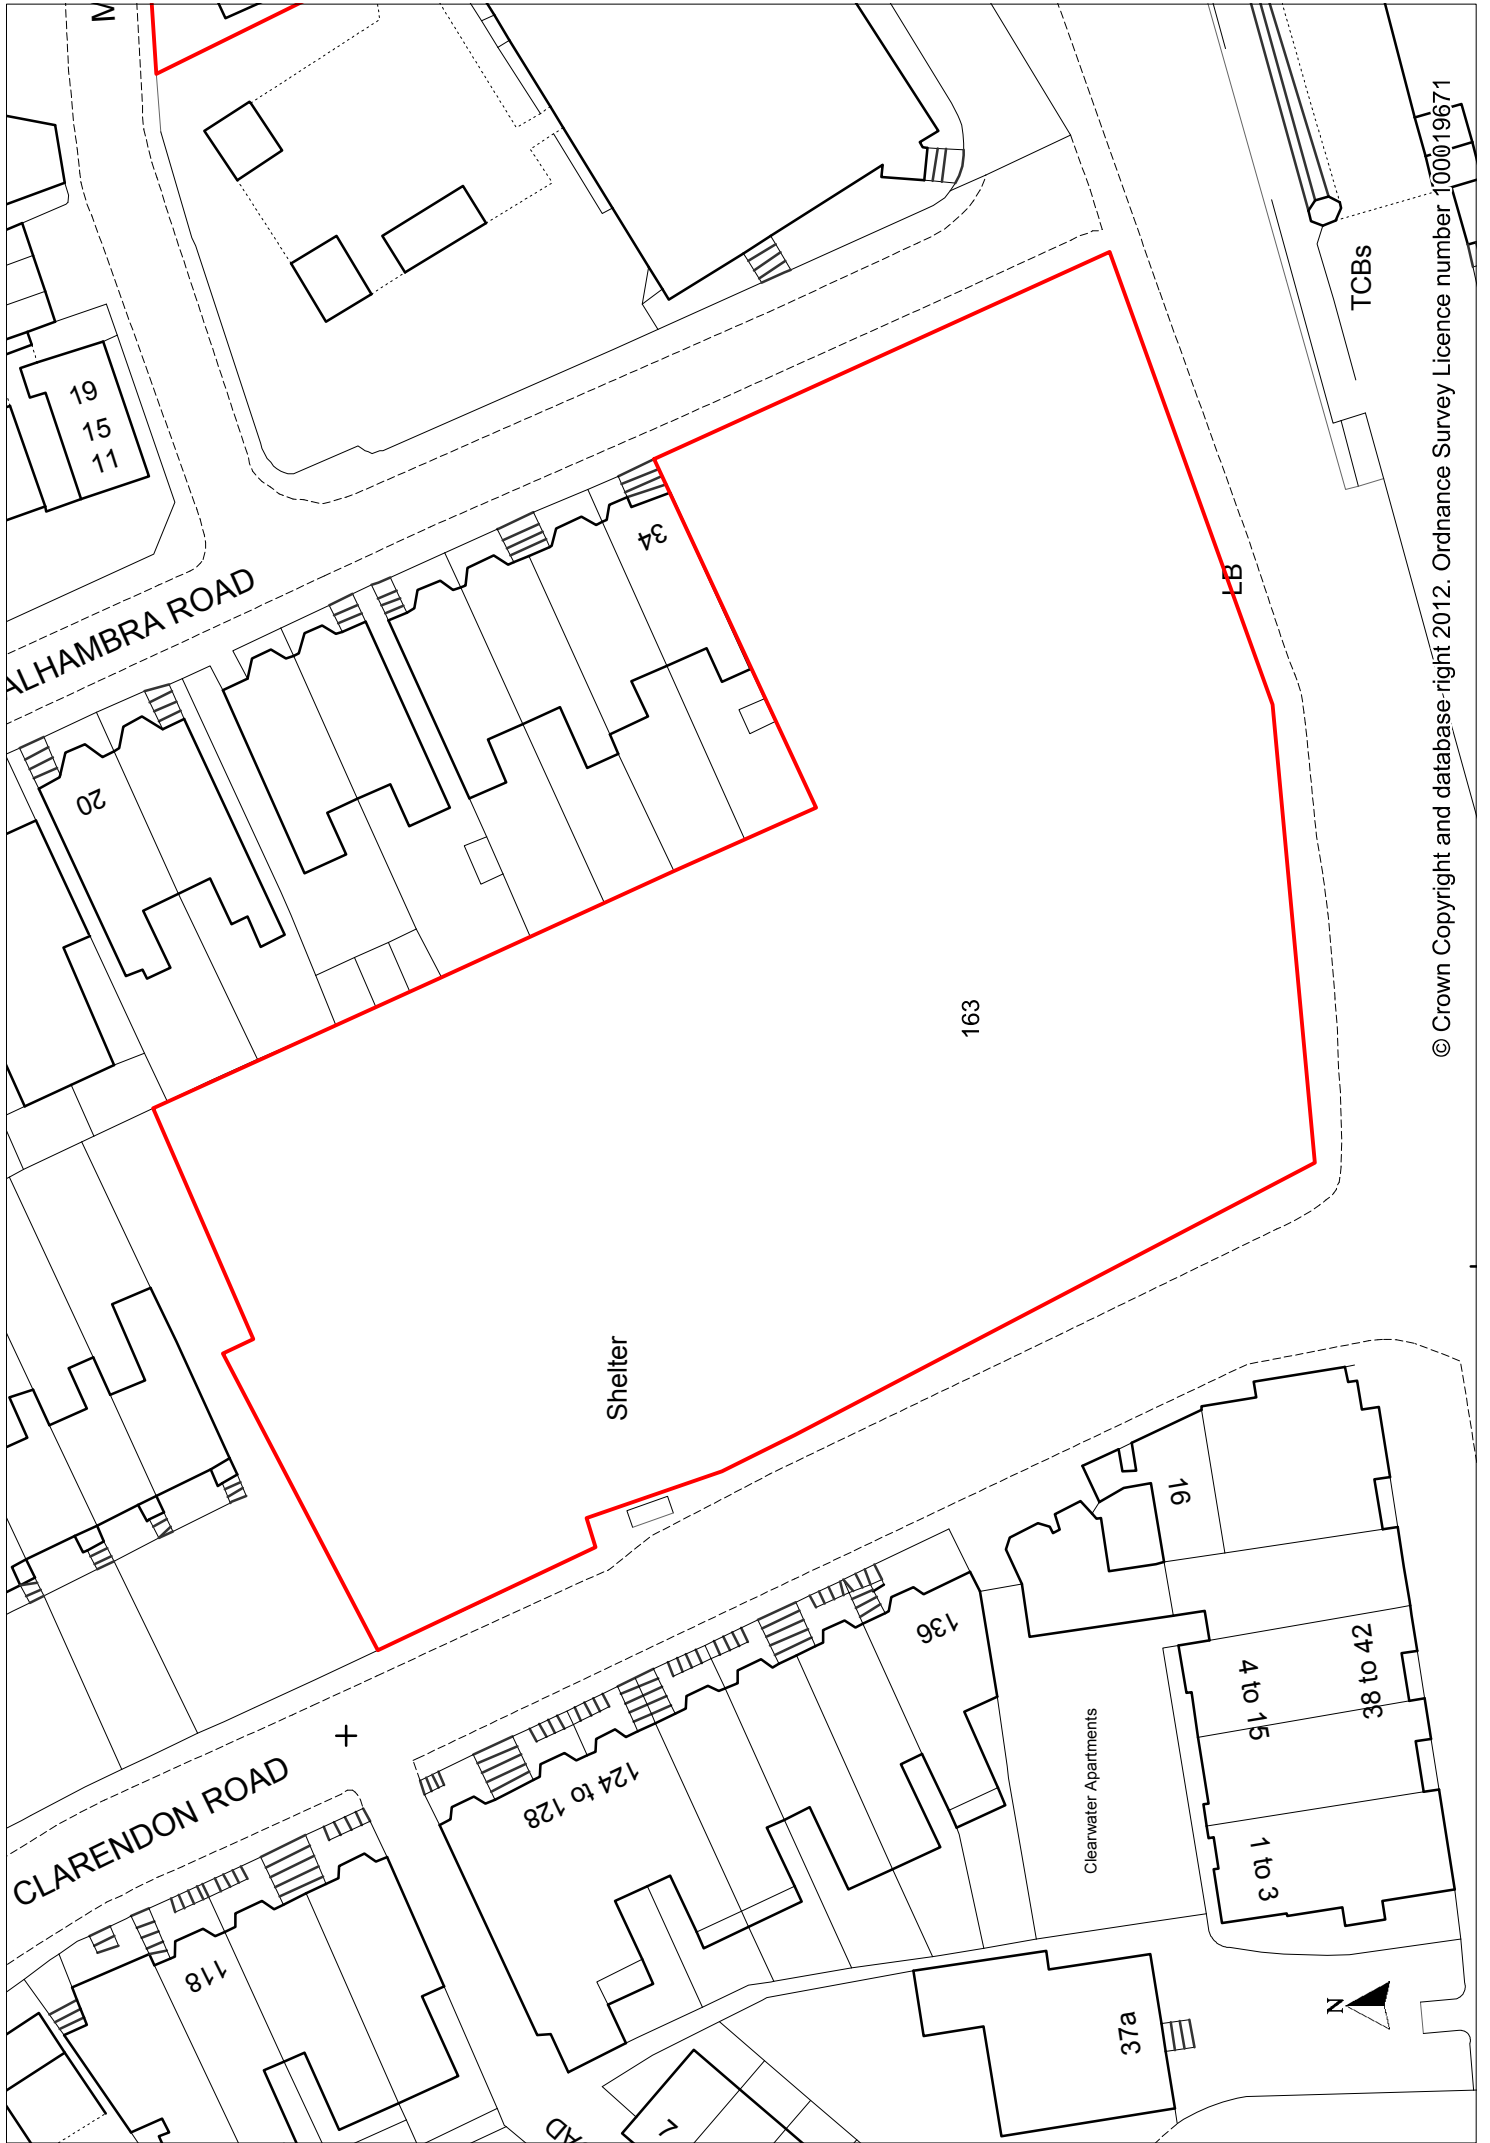 19
15
11
ALHAMBRA ROAD
34
20
TCBs
LB
163
Shelter
16
136
124 to 128
118
CLARENDON ROAD
4 to 15
38 to 42
1 to 3
Clearwater Apartments
37a
7
N
© Crown Copyright and database right 2012. Ordnance Survey Licence number 100019671